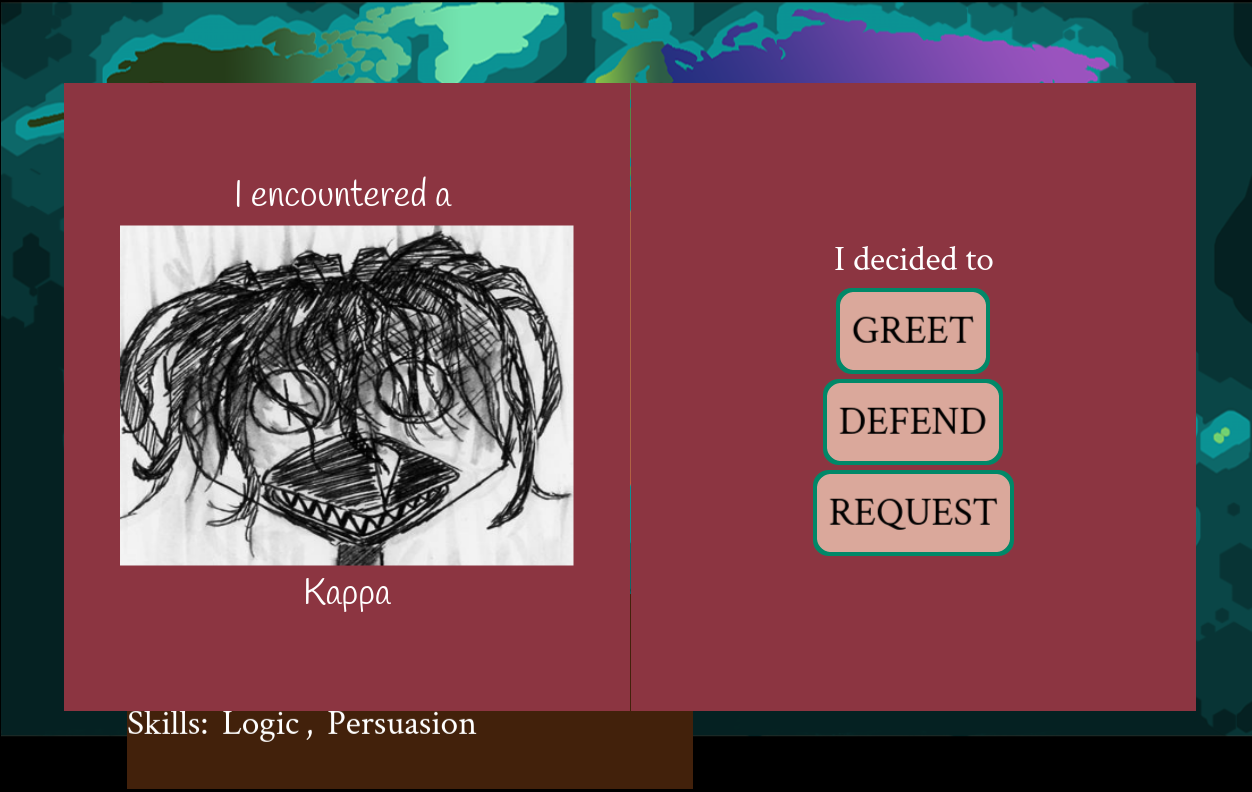 I encountered a
Kappa
I decided to
GREET
DEFEND
REQUEST
Skills: Logic , Persuasion